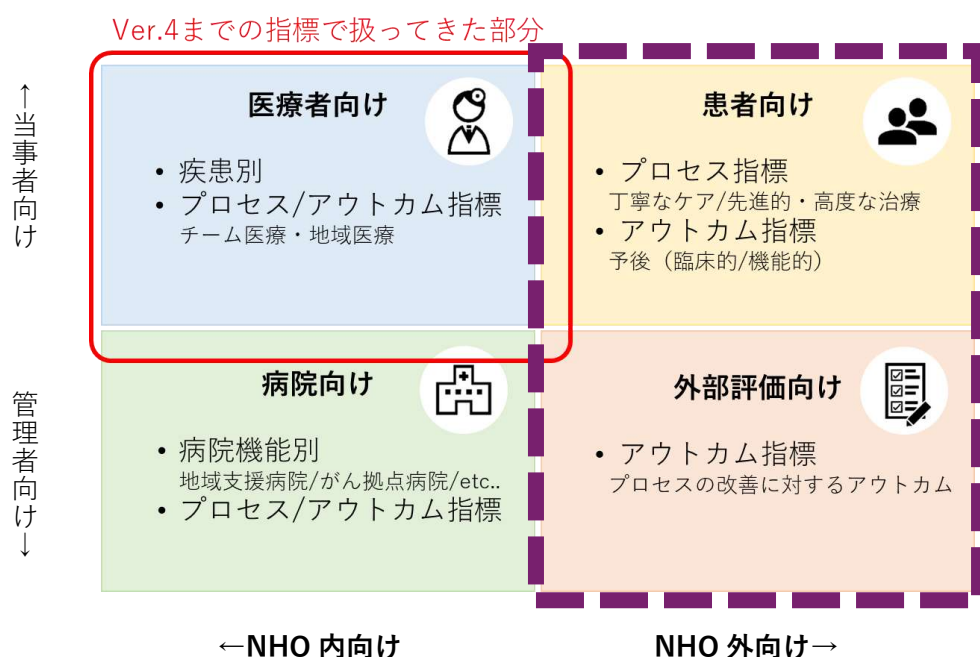 Ver.4までの指標で扱ってきた部分
←当事者向け
医療者向け
• 疾患別
• プロセス/アウトカム指標
チーム医療・地域医療
患者向け
• プロセス指標
丁寧なケア/先進的・高度な治療
• アウトカム指標
予後（臨床的/機能的）
管理者向け→
病院向け
• 病院機能別
地域支援病院/がん拠点病院/etc..
• プロセス/アウトカム指標
外部評価向け
• アウトカム指標
プロセスの改善に対するアウトカム
←NHO 内向け
NHO 外向け→